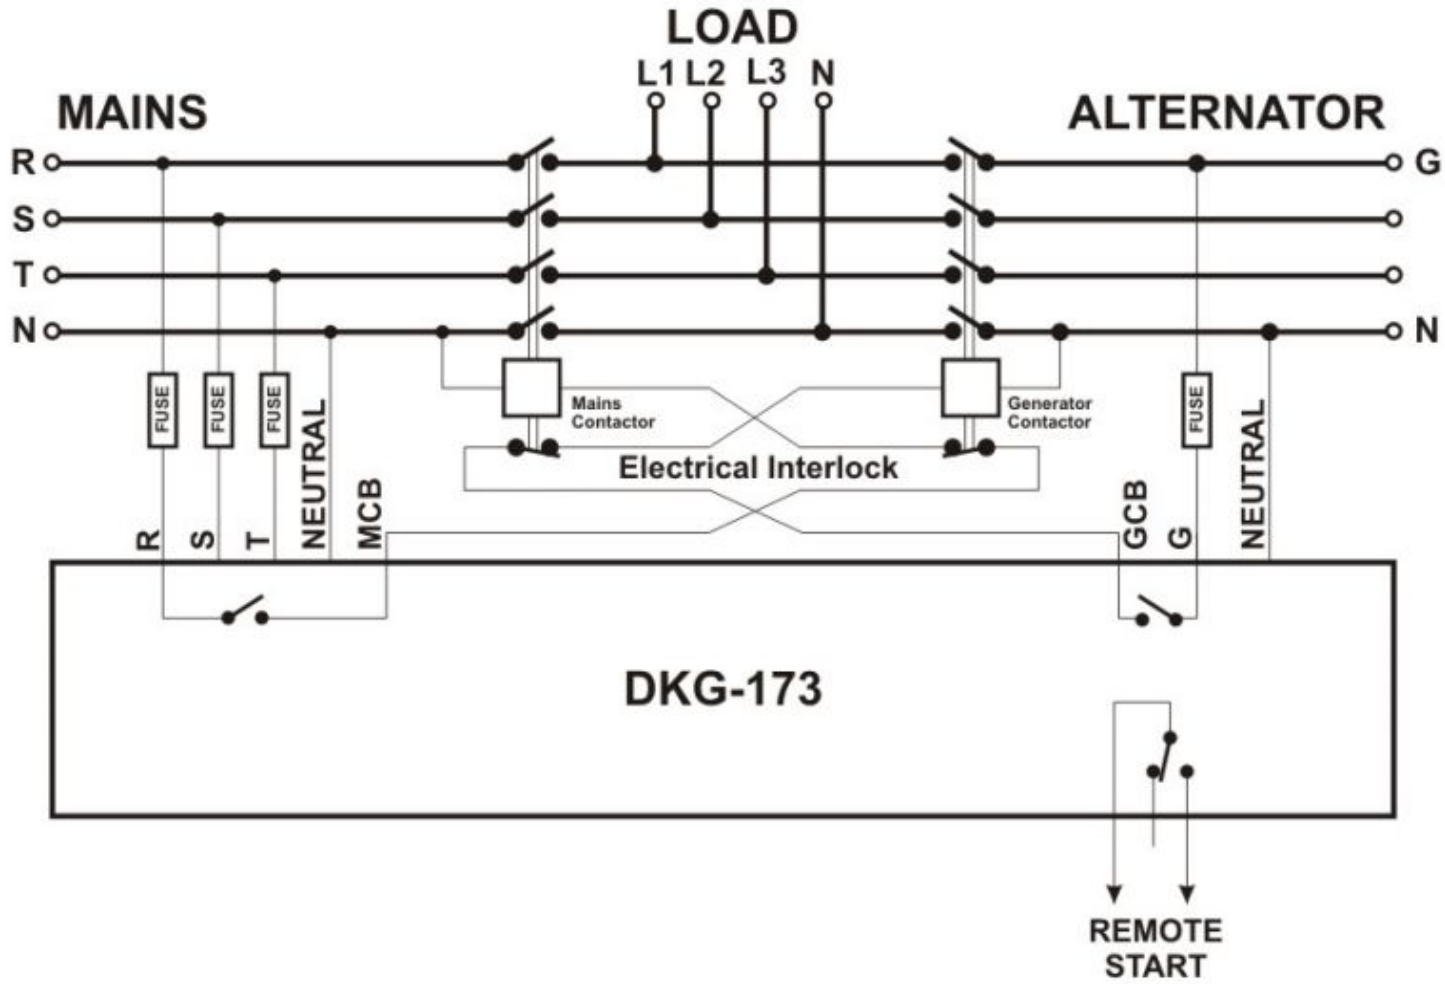 LOAD
L1 L2 L3 N
MAINS
ALTERNATOR
R
G
S
T
N
N
FUSE
FUSE
FUSE
FUSE
Mains
Contactor
Generator
Contactor
Electrical Interlock
R
S
T
NEUTRAL
MCB
GCB
G
NEUTRAL
DKG-173
REMOTE
START